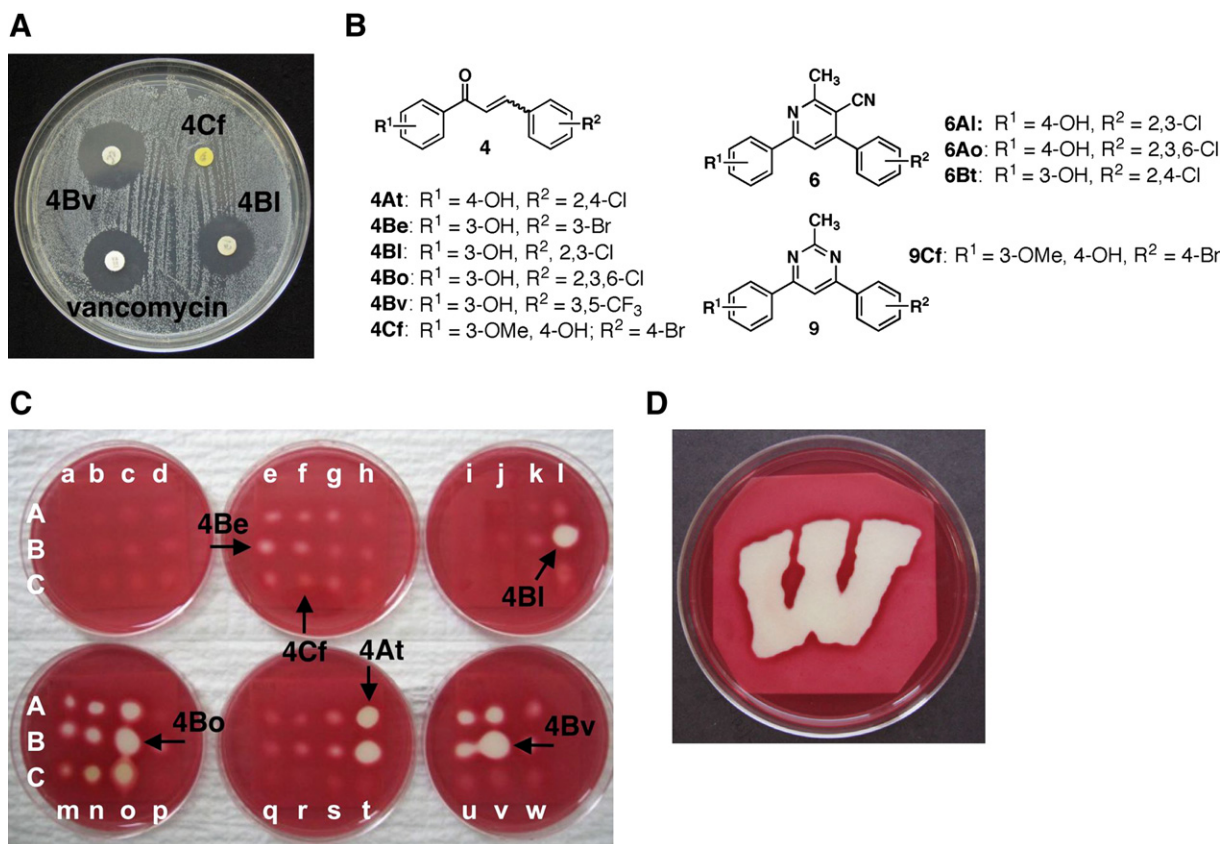 A
4Cf
4Bv
4Bl
vancomycin
B
O
R1
R2
4
4At: R1 = 4-OH, R2 = 2,4-Cl
4Be: R1 = 3-OH, R2 = 3-Br
4Bl: R1 = 3-OH, R2, 2,3-Cl
4Bo: R1 = 3-OH, R2 = 2,3,6-Cl
4Bv: R1 = 3-OH, R2 = 3,5-CF3
4Cf: R1 = 3-OMe, 4-OH; R2 = 4-Br
CH3
N
CN
R1
R2
6
6Al: R1 = 4-OH, R2 = 2,3-Cl
6Ao: R1 = 4-OH, R2 = 2,3,6-Cl
6Bt: R1 = 3-OH, R2 = 2,4-Cl
CH3
N
N
R1
R2
9
9Cf: R1 = 3-OMe, 4-OH, R2 = 4-Br
C
a b c d
e f g h
i j k l
A
B
C
4Be
4Cf
4Bl
4At
A
B
C
4Bo
4Bv
m n o p
q r s t
u v w
D
W